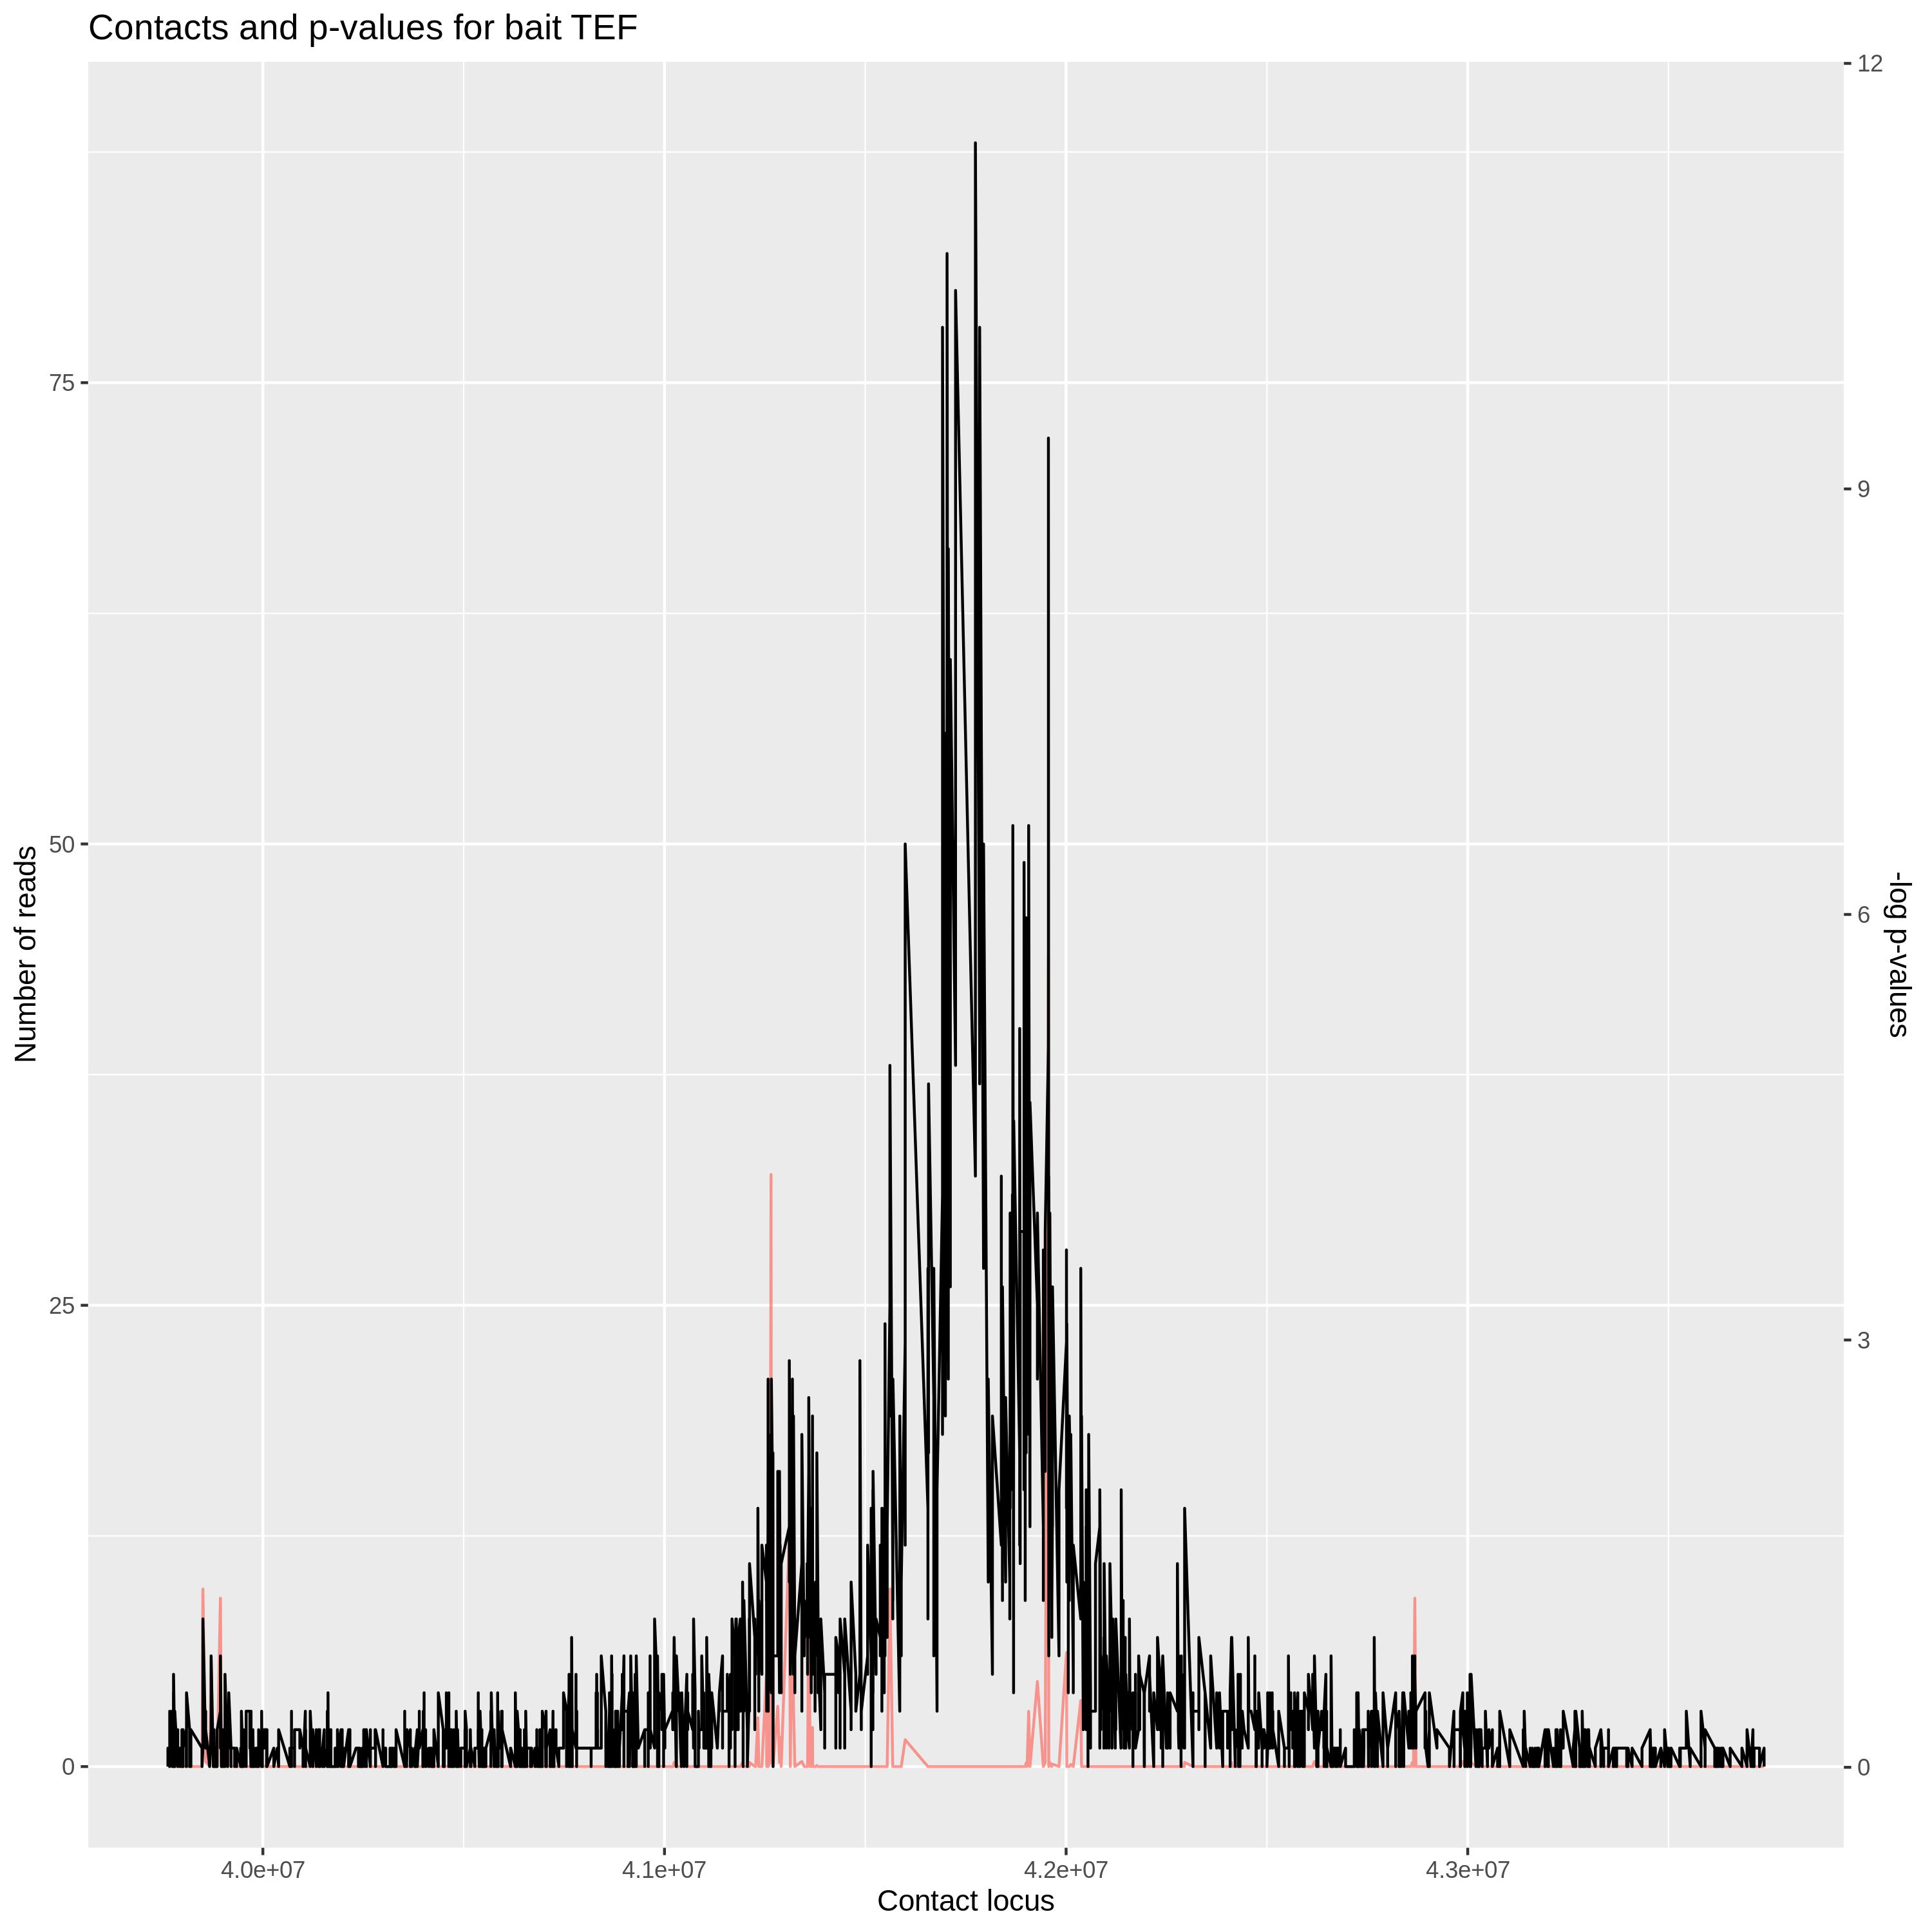 Contacts and p-values for bait TEF
12
75
9
50
6
Number of reads
-log p-values
25
3
0
0
4.0e+07
4.1e+07
4.2e+07
4.3e+07
Contact locus